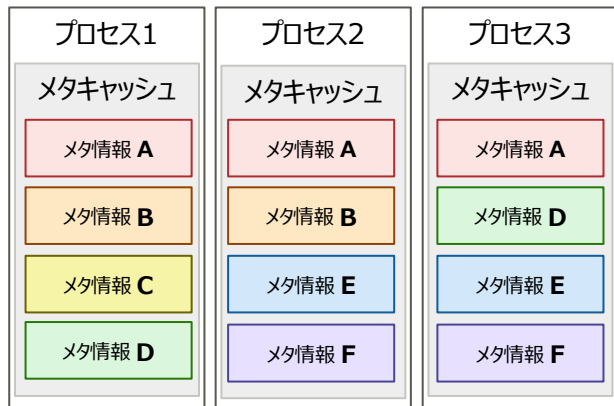 プロセス1
メタキャッシュ
メタ情報 A
メタ情報 B
メタ情報 C
メタ情報 D
プロセス2
メタキャッシュ
メタ情報 A
メタ情報 B
メタ情報 E
メタ情報 F
プロセス3
メタキャッシュ
メタ情報 A
メタ情報 D
メタ情報 E
メタ情報 F